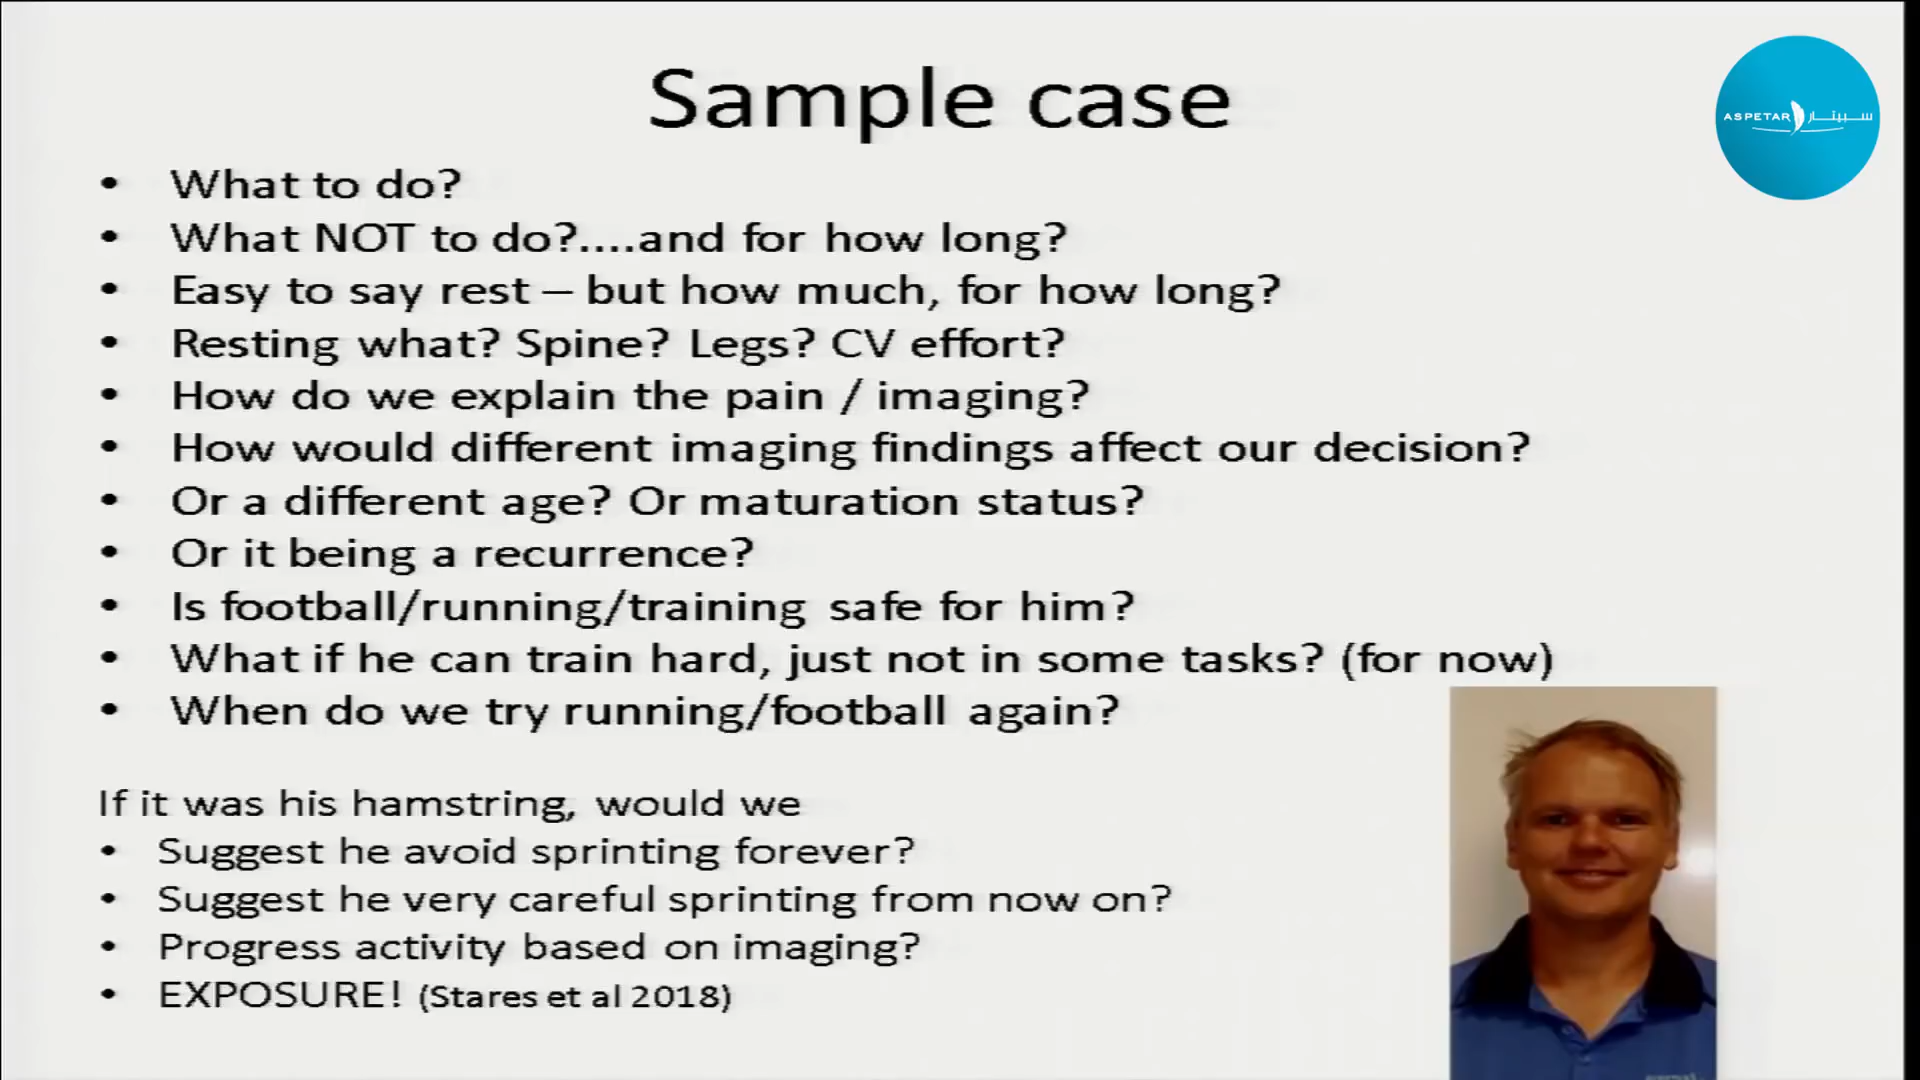 Sample case
ASPETAR سبيتار
• What to do?
• What NOT to do?....and for how long?
• Easy to say rest – but how much, for how long?
• Resting what? Spine? Legs? CV effort?
• How do we explain the pain / imaging?
• How would different imaging findings affect our decision?
• Or a different age? Or maturation status?
• Or it being a recurrence?
• Is football/running/training safe for him?
• What if he can train hard, just not in some tasks? (for now)
• When do we try running/football again?
If it was his hamstring, would we
• Suggest he avoid sprinting forever?
• Suggest he very careful sprinting from now on?
• Progress activity based on imaging?
• EXPOSURE! (Stares et al 2018)